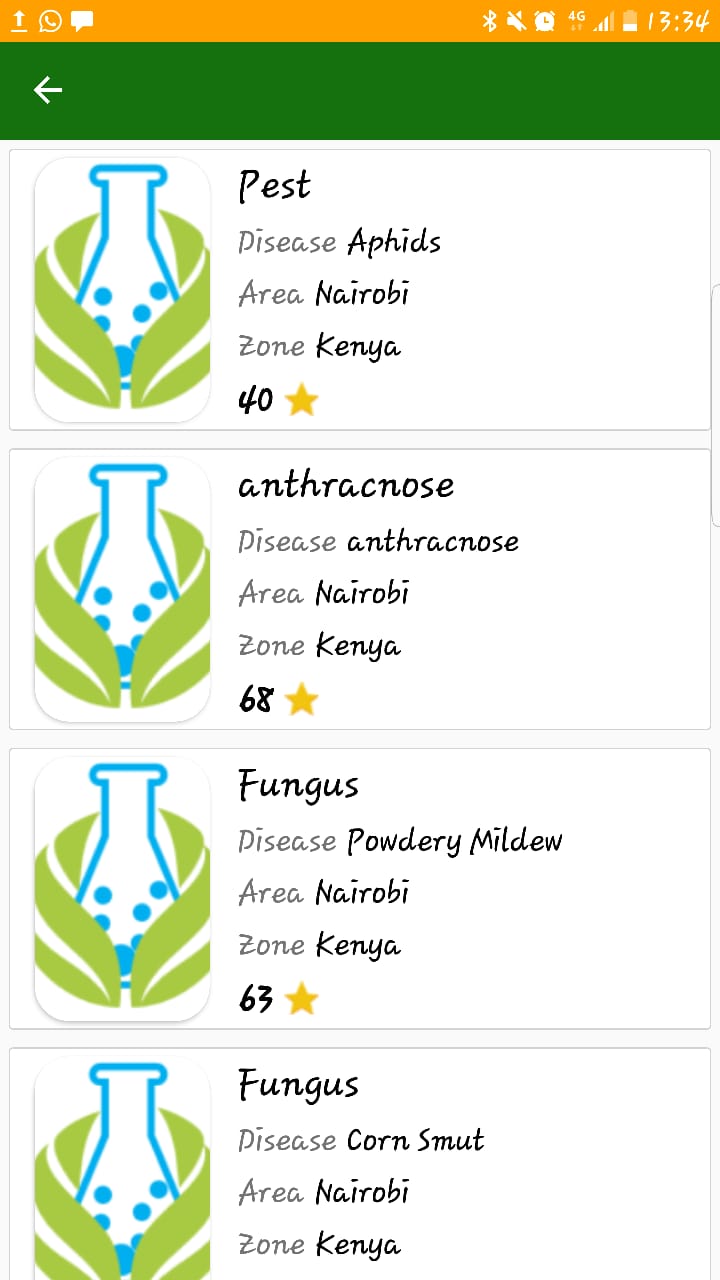 4G 13:34
Pest
Disease Aphids
Area Nairobi
Zone Kenya
40
anthracnose
Disease anthracnose
Area Nairobi
Zone Kenya
68
Fungus
Disease Powdery Mildew
Area Nairobi
Zone Kenya
63
Fungus
Disease Corn Smut
Area Nairobi
Zone Kenya